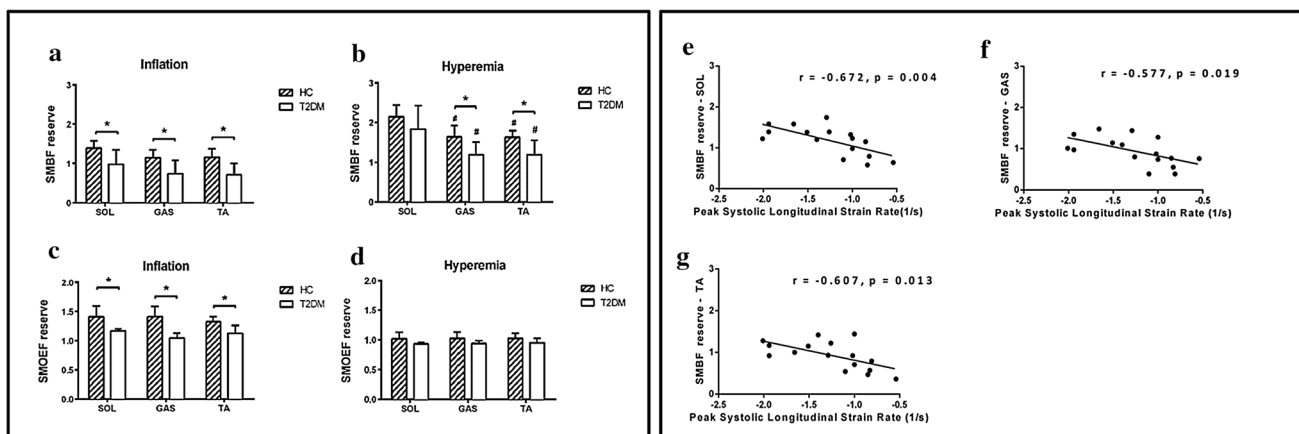 a
Inflation
HC
T2DM
SMBF reserve
3
2
1
0
* * *
SOL GAS TA
b
Hyperemia
HC
T2DM
SMBF reserve
3
2
1
0
* *
# # # #
SOL GAS TA
c
Inflation
HC
T2DM
SMOEF reserve
2.0
1.5
1.0
0.5
0.0
* * *
SOL GAS TA
d
Hyperemia
HC
T2DM
SMOEF reserve
2.0
1.5
1.0
0.5
0.0
SOL GAS TA
e
r = -0.672, p = 0.004
SMBF reserve - SOL
3
2
1
0
-2.5 -2.0 -1.5 -1.0 -0.5
Peak Systolic Longitudinal Strain Rate(1/s)
f
r = -0.577, p = 0.019
SMBF reserve - GAS
3
2
1
0
-2.5 -2.0 -1.5 -1.0 -0.5
Peak Systolic Longitudinal Strain Rate (1/s)
g
r = -0.607, p = 0.013
SMBF reserve - TA
3
2
1
0
-2.5 -2.0 -1.5 -1.0 -0.5
Peak Systolic Longitudinal Strain Rate (1/s)